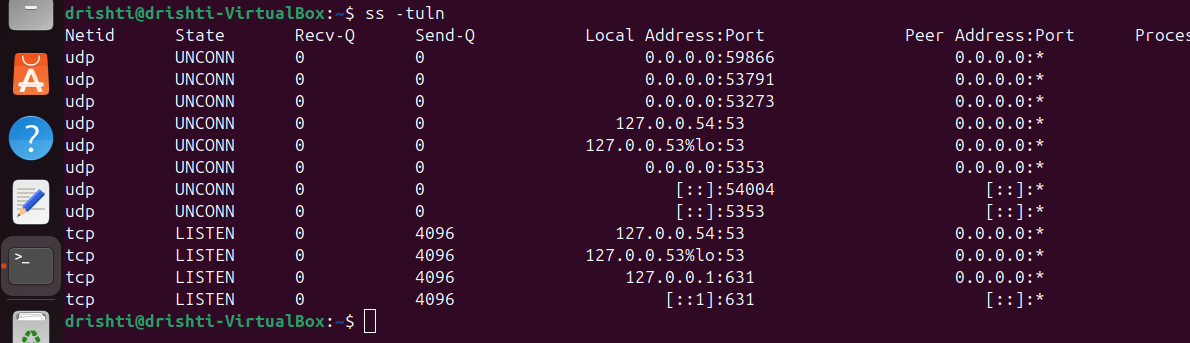 drishti@drishti-VirtualBox:~$ ss -tuln
Netid State Recv-Q Send-Q Local Address:Port Peer Address:Port Proces
udp UNCONN 0 0 0.0.0.0:59866 0.0.0.0:*
udp UNCONN 0 0 0.0.0.0:53791 0.0.0.0:*
udp UNCONN 0 0 0.0.0.0:53273 0.0.0.0:*
udp UNCONN 0 0 127.0.0.54:53 0.0.0.0:*
udp UNCONN 0 0 127.0.0.53%lo:53 0.0.0.0:*
udp UNCONN 0 0 0.0.0.0:5353 0.0.0.0:*
udp UNCONN 0 0 [::]:54004 [::]:*
udp UNCONN 0 0 [::]:5353 [::]:*
tcp LISTEN 0 4096 127.0.0.54:53 0.0.0.0:*
tcp LISTEN 0 4096 127.0.0.53%lo:53 0.0.0.0:*
tcp LISTEN 0 4096 127.0.0.1:631 0.0.0.0:*
tcp LISTEN 0 4096 [::1]:631 [::]:*
drishti@drishti-VirtualBox:~$